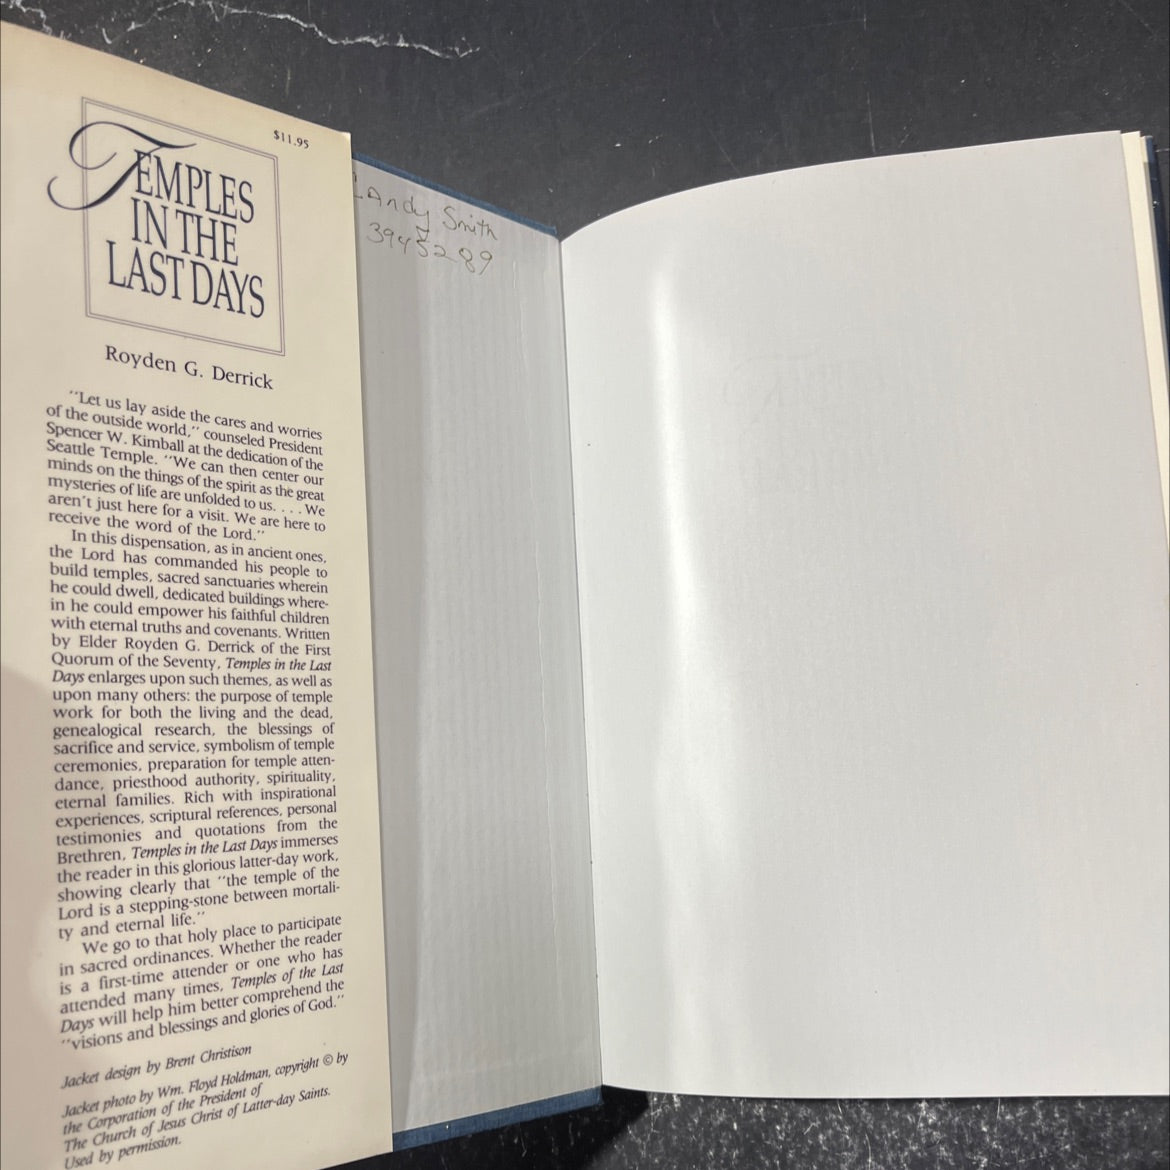 $11.95
TEMPLES
IN THE
LAST DAYS
Royden G. Derrick
"Let us lay aside the cares and worries
of the outside world," counseled President
Spencer W. Kimball at the dedication of the
Seattle Temple. "We can then center our
minds on the things of the spirit as the great
mysteries of life are unfolded to us. . . . We
aren't just here for a visit. We are here to
receive the word of the Lord."
In this dispensation, as in ancient ones,
the Lord has commanded his people to
build temples, sacred sanctuaries wherein
he could dwell, dedicated buildings where-
in he could empower his faithful children
with eternal truths and covenants. Written
by Elder Royden G. Derrick of the First
Quorum of the Seventy, Temples in the Last
Days enlarges upon such themes, as well as
upon many others: the purpose of temple
work for both the living and the dead,
genealogical research, the blessings of
sacrifice and service, symbolism of temple
ceremonies, preparation for temple atten-
dance, priesthood authority, spirituality,
eternal families. Rich with inspirational
experiences, scriptural references, personal
testimonies and quotations from the
Brethren, Temples in the Last Days immerses
the reader in this glorious latter-day work,
showing clearly that "the temple of the
Lord is a stepping-stone between mortali-
ty and eternal life."
We go to that holy place to participate
in sacred ordinances. Whether the reader
is a first-time attender or one who has
attended many times, Temples of the Last
Days will help him better comprehend the
"visions and blessings and glories of God."
Jacket design by Brent Christison
Jacket photo by Wm. Floyd Holdman, copyright © by
the Corporation of the President of
The Church of Jesus Christ of Latter-day Saints.
Used by permission.
LAndy Smith
3945289